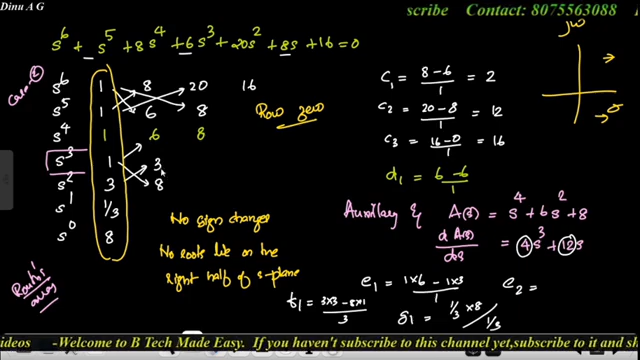 Dinu A G
scribe Contact: 8075563088
s⁶ + s⁵ + 8s⁴ + 6s³ + 20s² + 8s + 16 = 0
Case-②
s⁶ 1 8 20 16
s⁵ 1 6 8
s⁴ 1 6 8
s³ 1 3
s² 3 8
s¹ 1/3
s⁰ 8
Routh's array
Row zero
No sign changes
No roots lie on the
right half of s-plane
C₁ = (8-6)/1 = 2
C₂ = (20-8)/1 = 12
C₃ = (16-0)/1 = 16
d₁ = (6-6)/1
jω
σ
Auxiliary Eq A(s) = s⁴ + 6s² + 8
dA(s)/ds = 4s³ + 12s
e₁ = (1×6 - 1×3)/1 e₂ =
f₁ = (3×3 - 8×1)/3 g₁ = (1/3 × 8)/(1/3)
os -Welcome to B Tech Made Easy. If you haven't subscribed to this channel yet,subscribe to it and sh